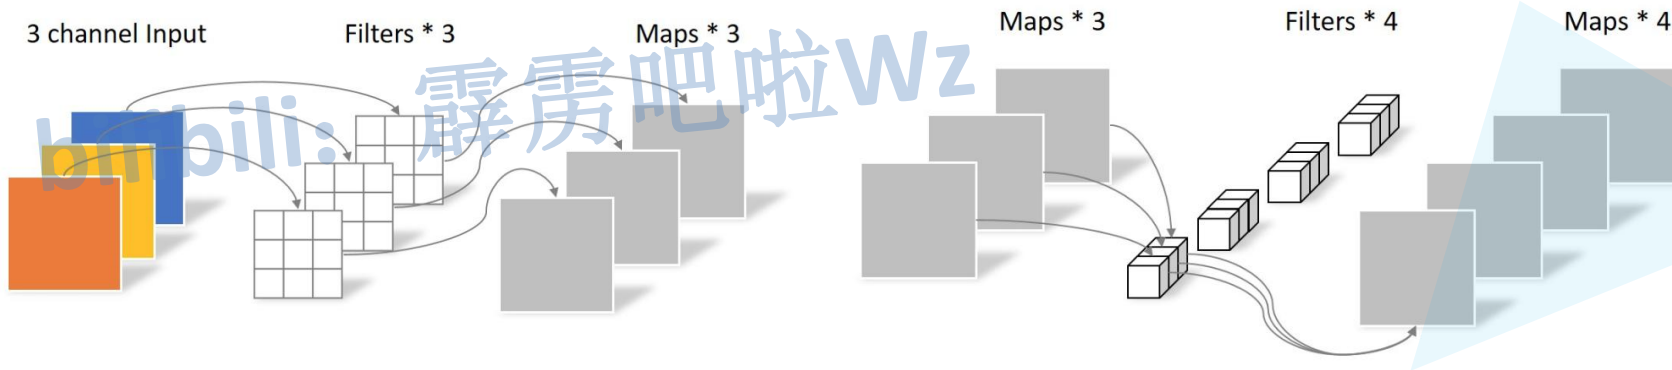 3 channel Input
Filters * 3
Maps * 3
Maps * 3
Filters * 4
Maps * 4
bilibili: 霹雳吧啦Wz